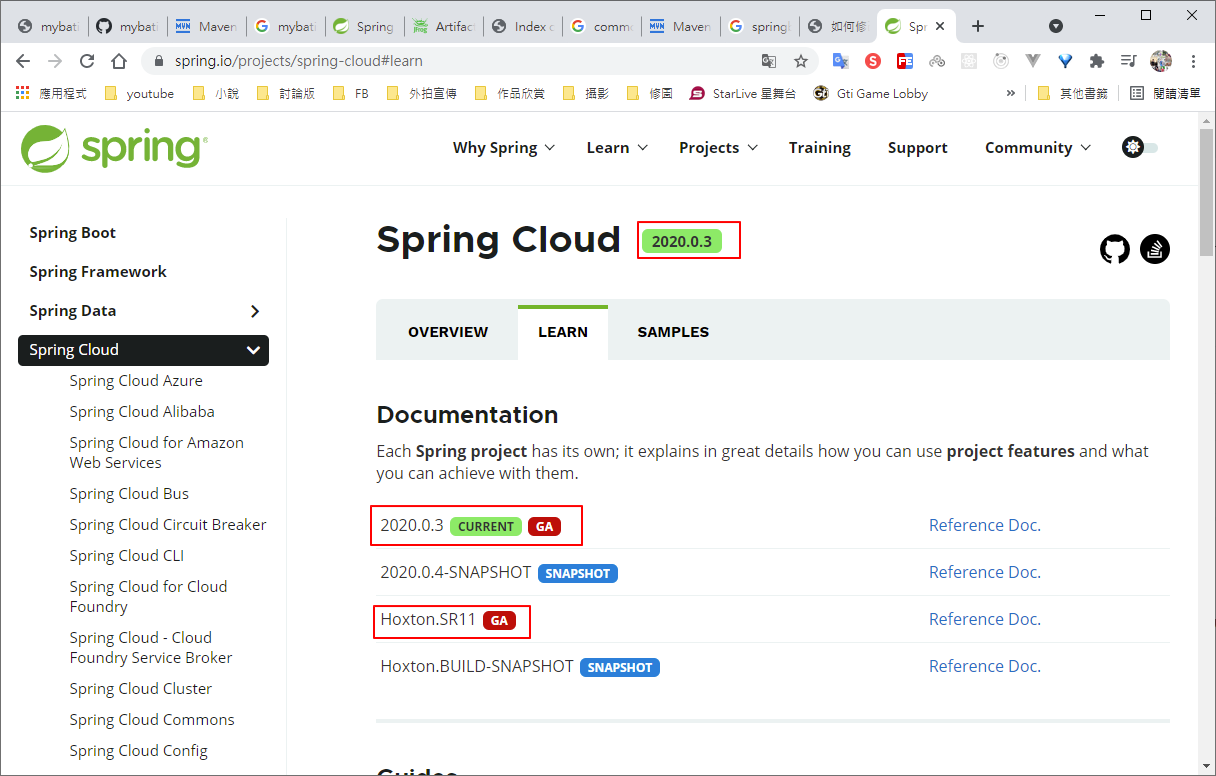 mybati
mybati
Maven
mybati
Spring
Artifac
Index o
comm
Maven
spring
如何修
Spr
spring.io/projects/spring-cloud#learn
應用程式 youtube 小說 討論版 FB 外拍宣傳 作品欣賞 攝影 修圖 StarLive 星舞台 Gti Game Lobby » 其他書籤 閱讀清單
spring
Why Spring Learn Projects Training Support Community
Spring Boot
Spring Framework
Spring Data
Spring Cloud
Spring Cloud Azure
Spring Cloud Alibaba
Spring Cloud for Amazon
Web Services
Spring Cloud Bus
Spring Cloud Circuit Breaker
Spring Cloud CLI
Spring Cloud for Cloud
Foundry
Spring Cloud - Cloud
Foundry Service Broker
Spring Cloud Cluster
Spring Cloud Commons
Spring Cloud Config
Spring Cloud 2020.0.3
OVERVIEW LEARN SAMPLES
Documentation
Each Spring project has its own; it explains in great details how you can use project features and what
you can achieve with them.
2020.0.3 CURRENT GA Reference Doc.
2020.0.4-SNAPSHOT SNAPSHOT Reference Doc.
Hoxton.SR11 GA Reference Doc.
Hoxton.BUILD-SNAPSHOT SNAPSHOT Reference Doc.
Guides